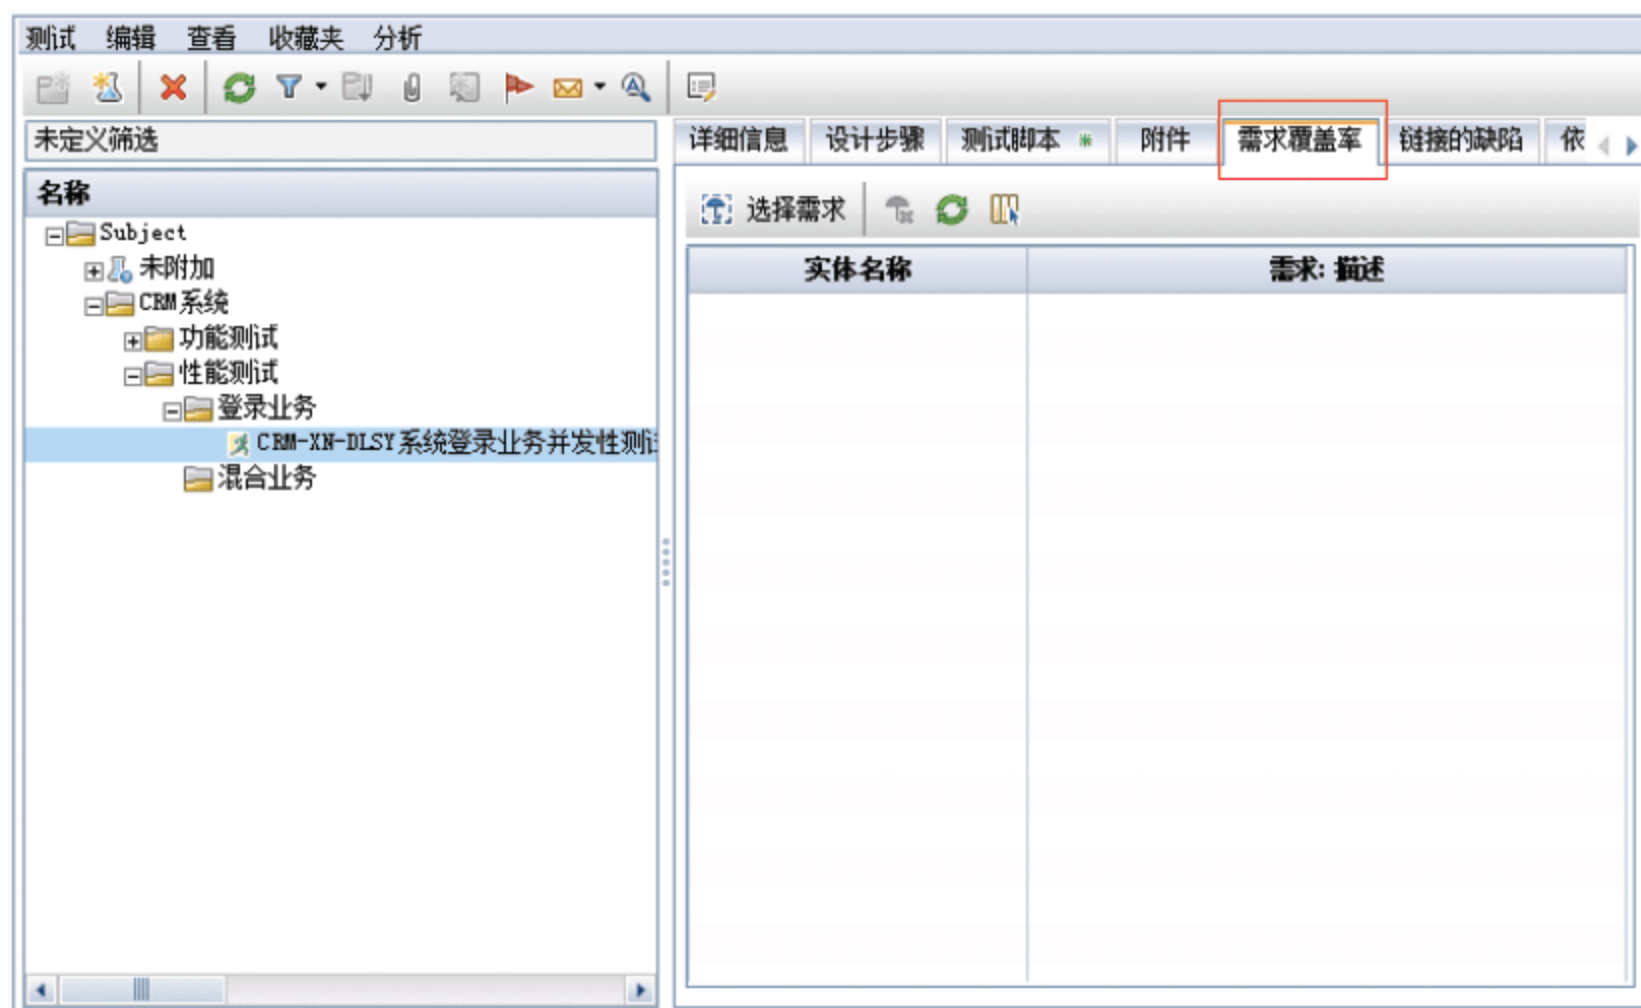 测试 编辑 查看 收藏夹 分析
未定义筛选
详细信息 设计步骤 测试脚本 * 附件 需求覆盖率 链接的缺陷 依
名称
选择需求
Subject
未附加
CRM系统
功能测试
性能测试
登录业务
CRM-XN-DLSY系统登录业务并发性测
混合业务
实体名称 需求: 描述